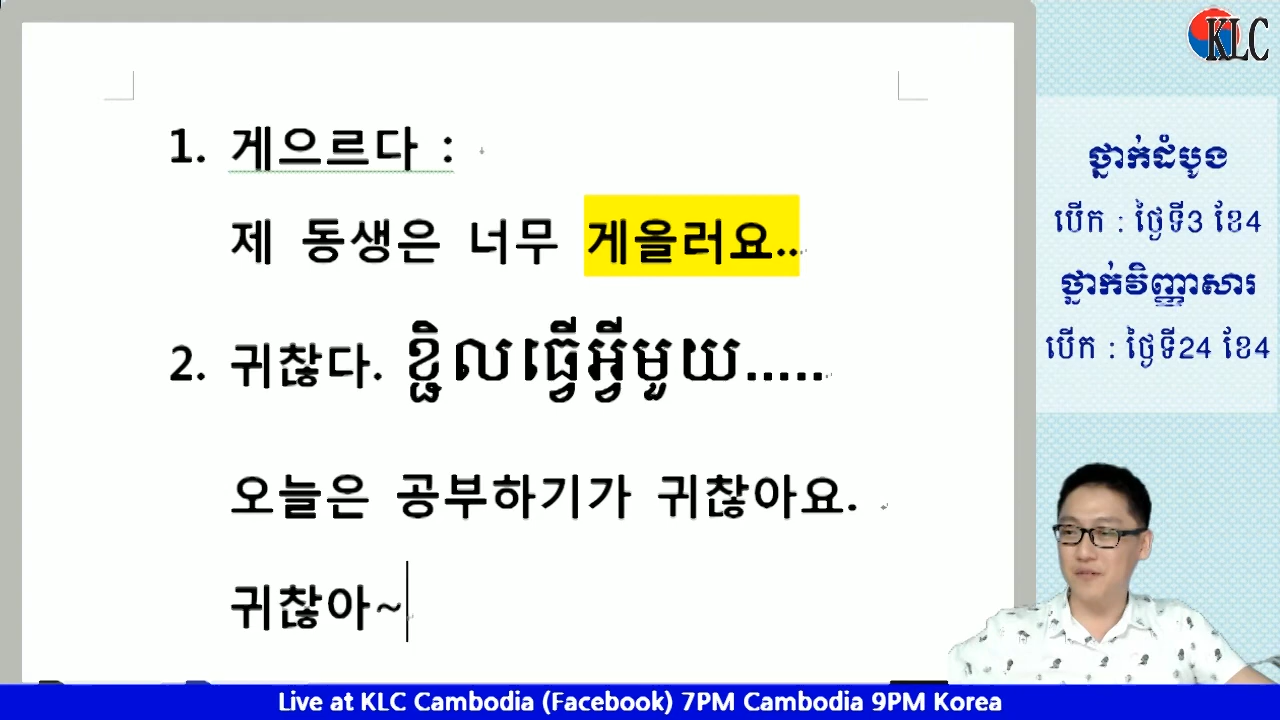 1. 게으르다 :
제 동생은 너무 게을러요..
2. 귀찮다. ខ្ជិលធ្វើអ្វីមួយ.....
오늘은 공부하기가 귀찮아요.
귀찮아~
KLC
ថ្នាក់ដំបូង
បើក : ថ្ងៃទី3 ខែ4
ថ្នាក់វិញ្ញាសារ
បើក : ថ្ងៃទី24 ខែ4
Live at KLC Cambodia (Facebook) 7PM Cambodia 9PM Korea